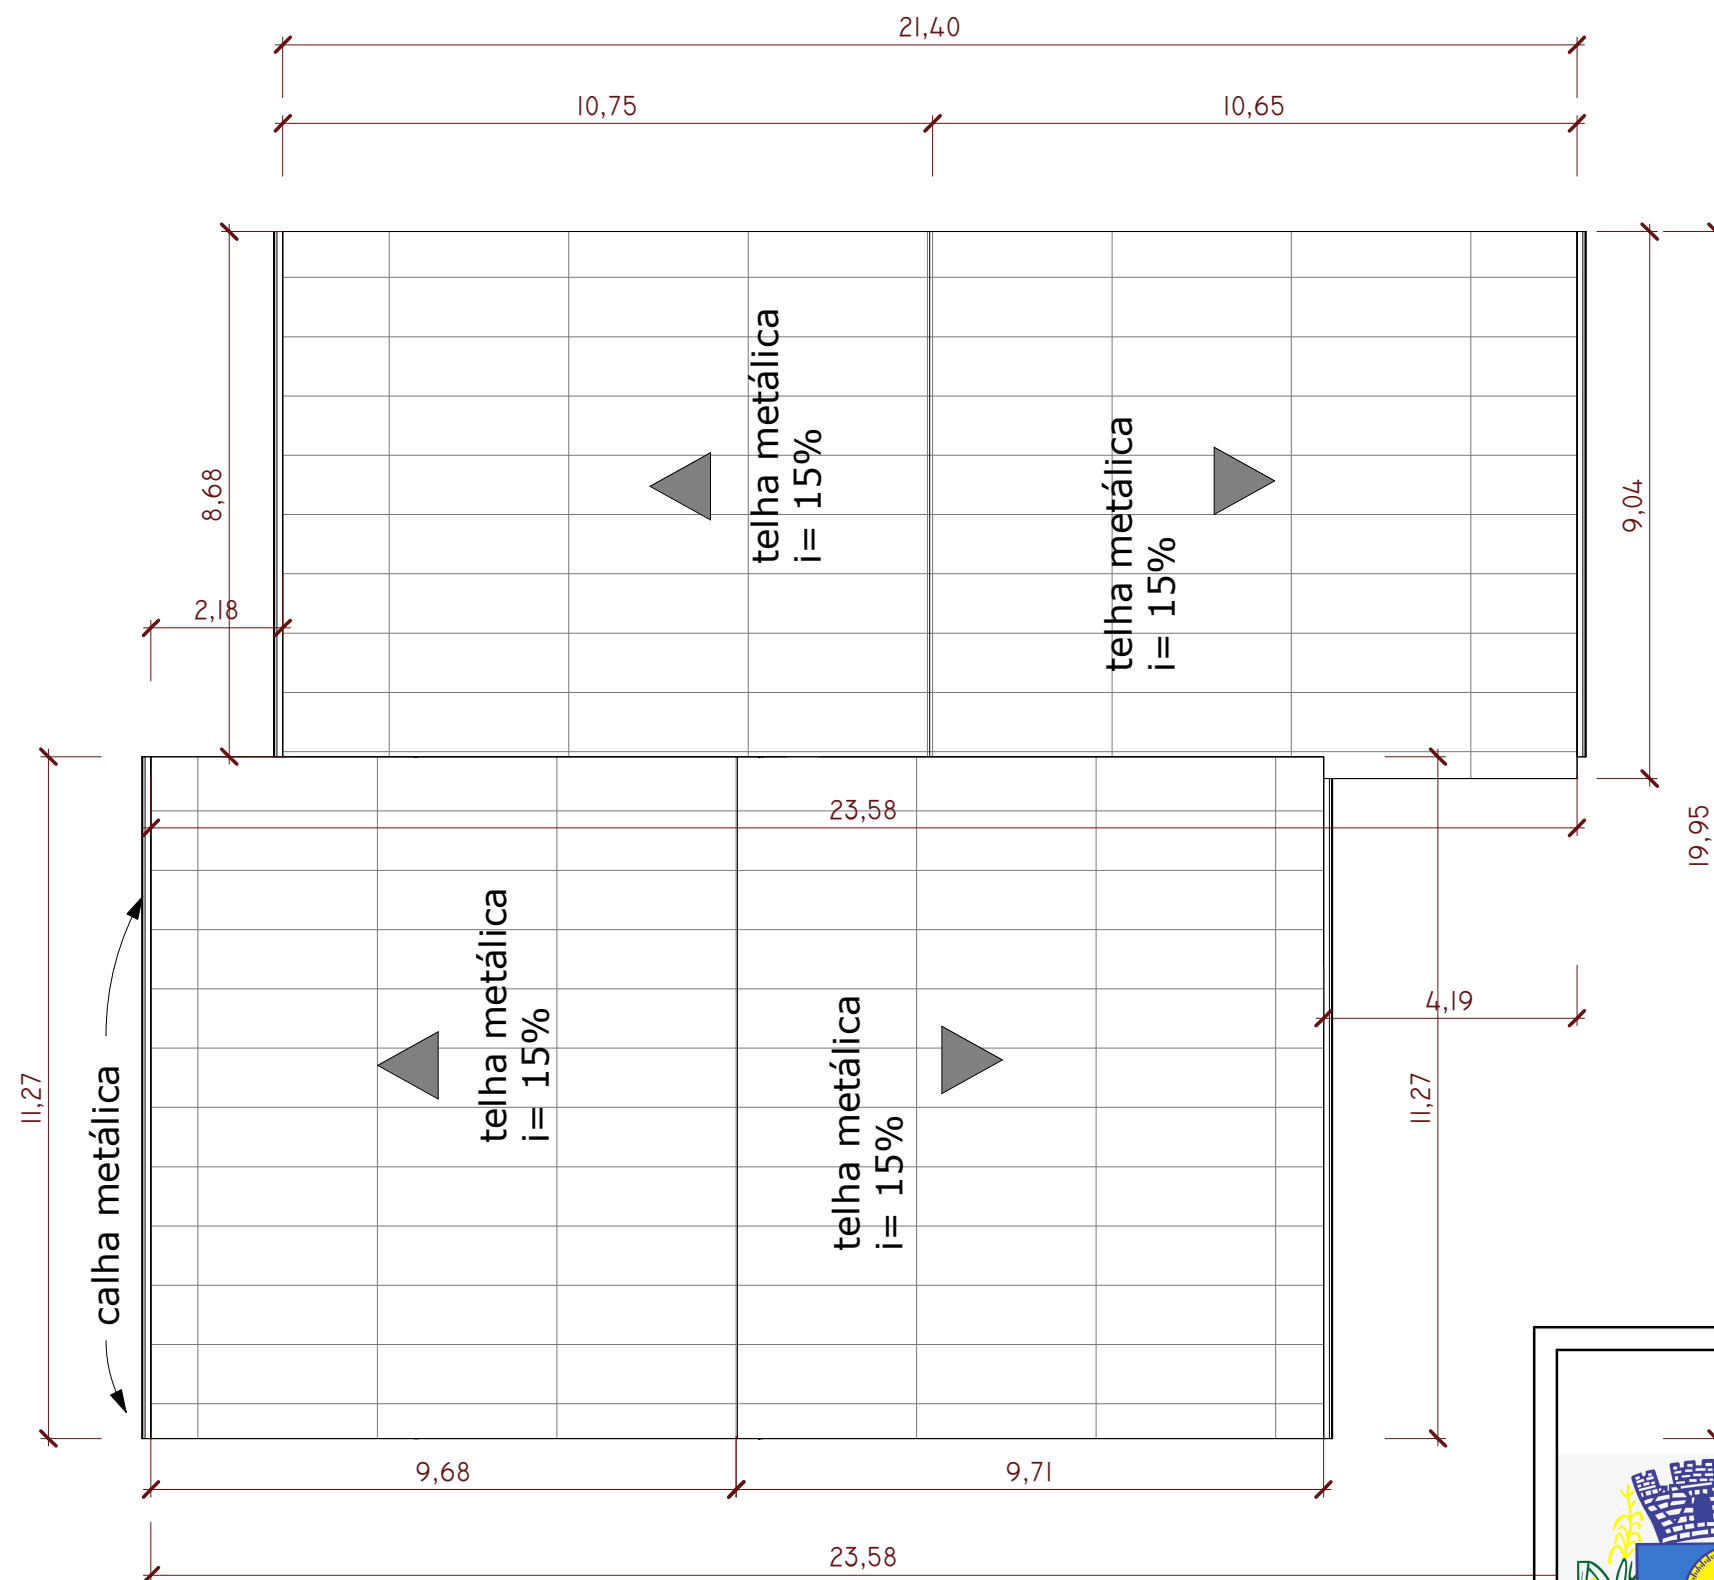 21,40
10,75
10,65
telha metálica
i= 15%
telha metálica
i= 15%
8,68
9,04
2,18
23,58
19,95
telha metálica
i= 15%
telha metálica
i= 15%
4,19
calha metálica
11,27
11,27
9,68
9,71
23,58